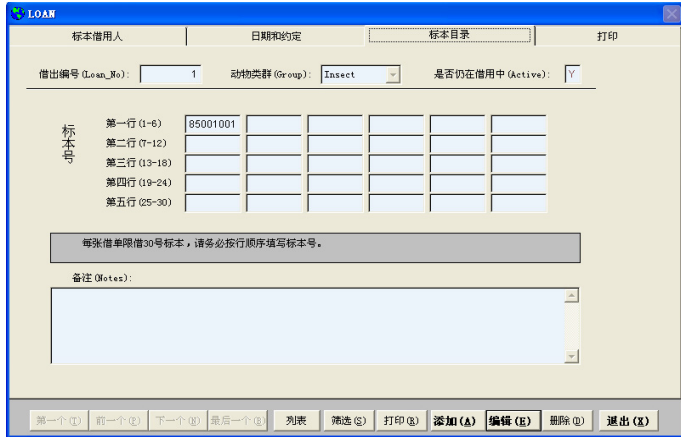 LOAN
标本借用人 日期和约定 标本目录 打印
借出编号(Loan_No): 1 动物类群(Group): Insect 是否仍在借用中(Active): Y
标本号
第一行(1-6) 85001001
第二行(7-12)
第三行(13-18)
第四行(19-24)
第五行(25-30)
每张借单限借30号标本，请务必按行顺序填写标本号。
备注(Notes):
第一个(T) 前一个(P) 下一个(N) 最后一个(B) 列表 筛选(S) 打印(R) 添加(A) 编辑(E) 删除(D) 退出(X)